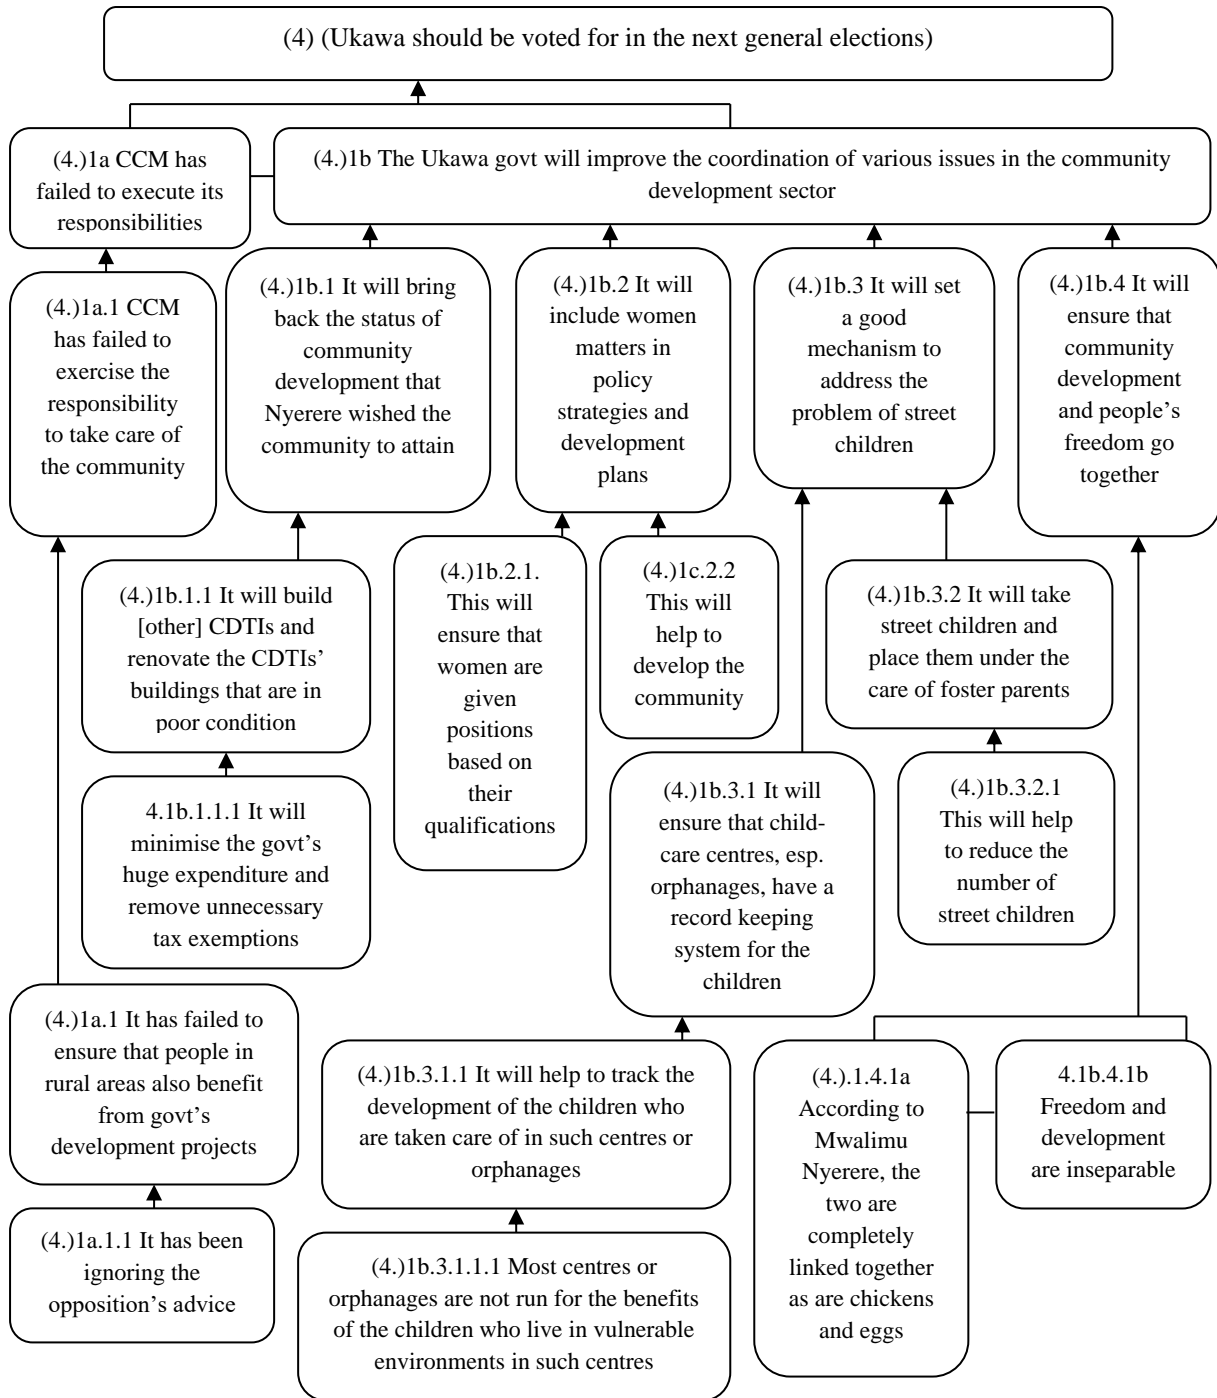 (4) (Ukawa should be voted for in the next general elections)
(4.)1a CCM has
failed to execute its
responsibilities
(4.)1b The Ukawa govt will improve the coordination of various issues in the community
development sector
(4.)1a.1 CCM
has failed to
exercise the
responsibility
to take care of
the community
(4.)1b.1 It will bring
back the status of
community
development that
Nyerere wished the
community to attain
(4.)1b.2 It will
include women
matters in
policy
strategies and
development
plans
(4.)1b.3 It will set
a good
mechanism to
address the
problem of street
children
(4.)1b.4 It will
ensure that
community
development
and people’s
freedom go
together
(4.)1b.1.1 It will build
[other] CDTIs and
renovate the CDTIs’
buildings that are in
poor condition
(4.)1b.2.1.
This will
ensure that
women are
given
positions
based on
their
qualifications
(4.)1c.2.2
This will
help to
develop the
community
(4.)1b.3.2 It will take
street children and
place them under the
care of foster parents
4.1b.1.1.1 It will
minimise the govt’s
huge expenditure and
remove unnecessary
tax exemptions
(4.)1b.3.1 It will
ensure that child-
care centres, esp.
orphanages, have a
record keeping
system for the
children
(4.)1b.3.2.1
This will help
to reduce the
number of
street children
(4.)1a.1 It has failed to
ensure that people in
rural areas also benefit
from govt’s
development projects
(4.)1b.3.1.1 It will help to track the
development of the children who
are taken care of in such centres or
orphanages
(4.).1.4.1a
According to
Mwalimu
Nyerere, the
two are
completely
linked together
as are chickens
and eggs
4.1b.4.1b
Freedom and
development
are inseparable
(4.)1a.1.1 It has been
ignoring the
opposition’s advice
(4.)1b.3.1.1.1 Most centres or
orphanages are not run for the benefits
of the children who live in vulnerable
environments in such centres